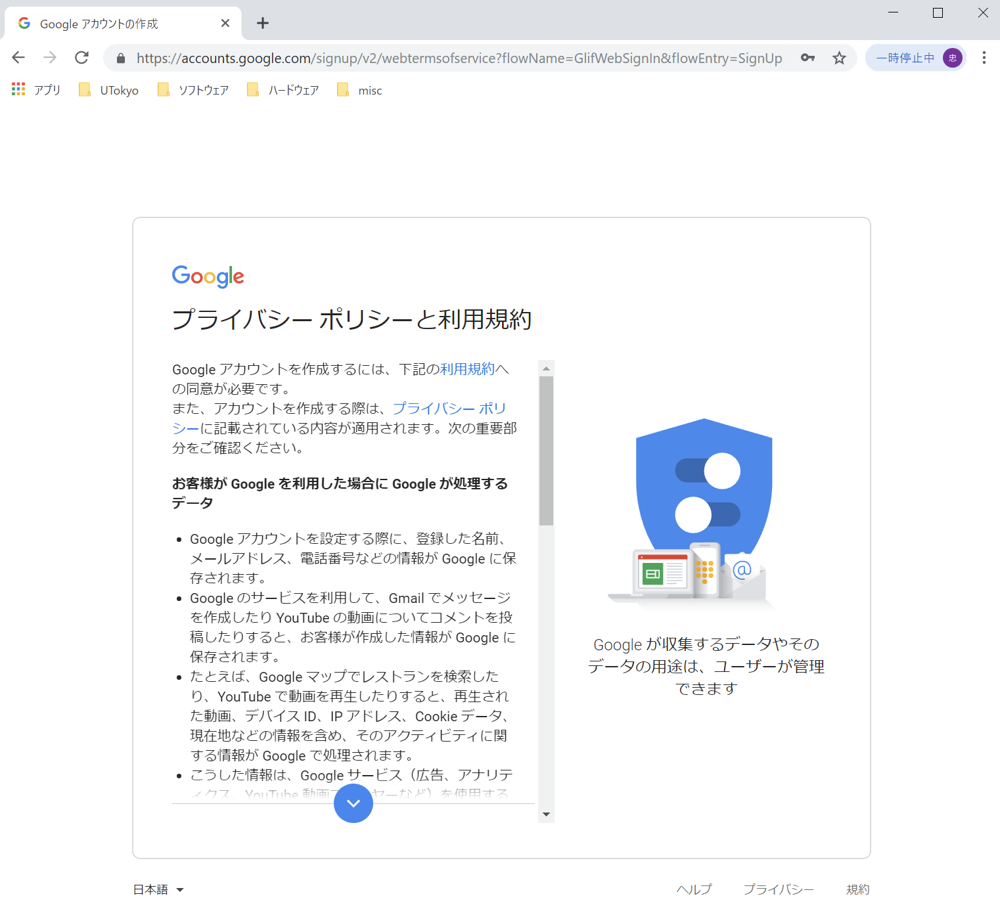 Google アカウントの作成
https://accounts.google.com/signup/v2/webtermsofservice?flowName=GlifWebSignIn&flowEntry=SignUp
一時停止中 忠
アプリ UTokyo ソフトウェア ハードウェア misc
Google
プライバシー ポリシーと利用規約
Google アカウントを作成するには、下記の利用規約へ
の同意が必要です。
また、アカウントを作成する際は、プライバシー ポリ
シーに記載されている内容が適用されます。次の重要部
分をご確認ください。
お客様が Google を利用した場合に Google が処理する
データ
• Google アカウントを設定する際に、登録した名前、
メールアドレス、電話番号などの情報が Google に保
存されます。
• Google のサービスを利用して、Gmail でメッセージ
を作成したり YouTube の動画についてコメントを投
稿したりすると、お客様が作成した情報が Google に
保存されます。
• たとえば、Google マップでレストランを検索した
り、YouTube で動画を再生したりすると、再生され
た動画、デバイス ID、IP アドレス、Cookie データ、
現在地などの情報を含め、そのアクティビティに関
する情報が Google で処理されます。
• こうした情報は、Google サービス（広告、アナリテ
ィクス、YouTube 動画 ヤーなど）を使用する
@
Google が収集するデータやその
データの用途は、ユーザーが管理
できます
日本語 ヘルプ プライバシー 規約